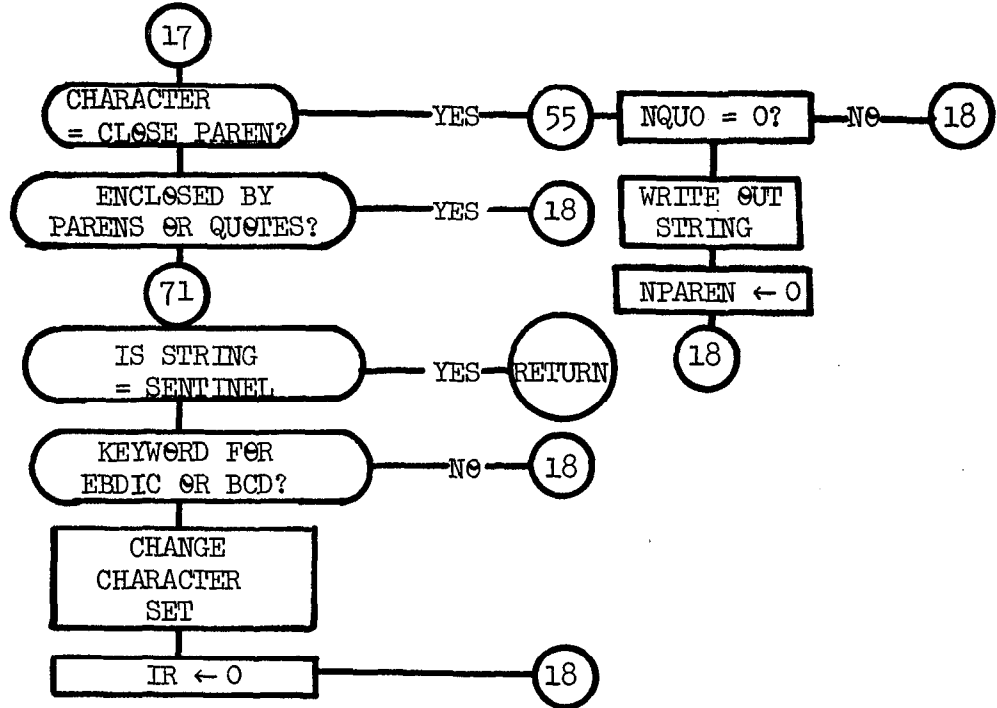 17
CHARACTER
= CLOSE PAREN?
YES
55
NQUO = 0?
NO
18
ENCLOSED BY
PARENS OR QUOTES?
YES
18
WRITE OUT
STRING
NPAREN ← 0
18
71
IS STRING
= SENTINEL
YES
RETURN
KEYWORD FOR
EBDIC OR BCD?
NO
18
CHANGE
CHARACTER
SET
IR ← 0
18